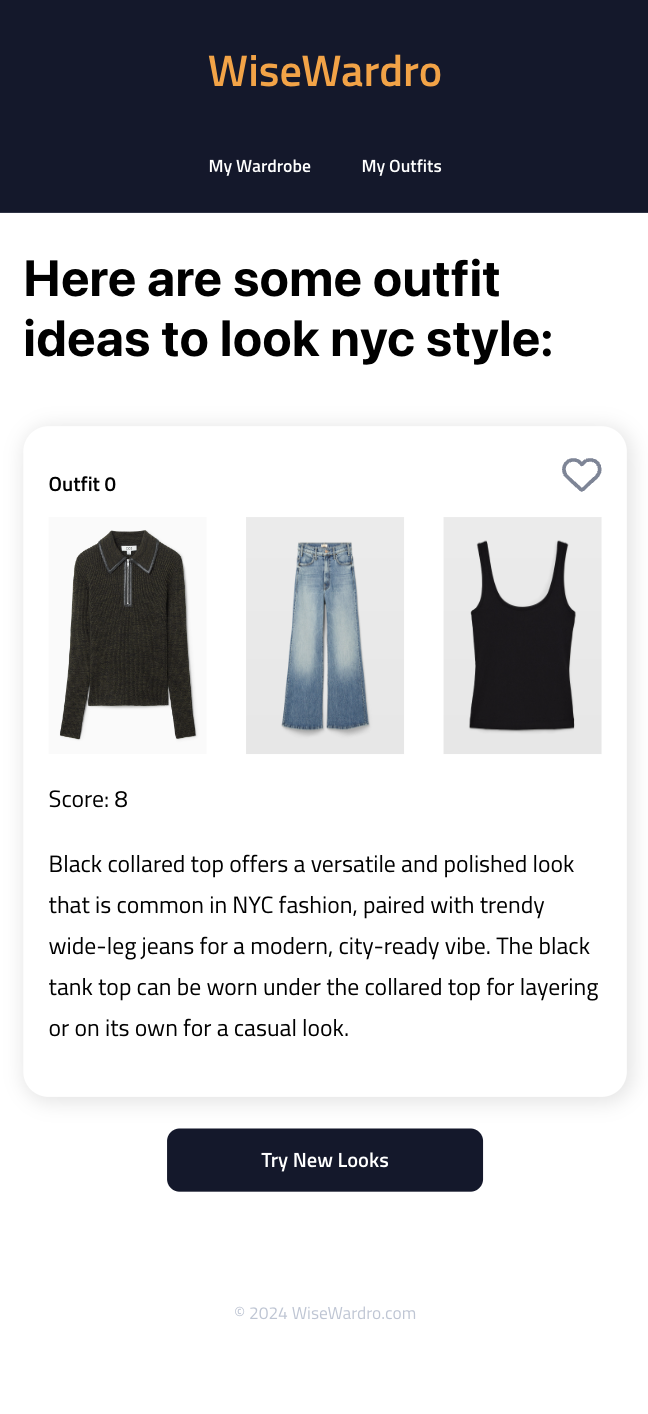 WiseWardro
My Wardrobe
My Outfits
Here are some outfit
ideas to look nyc style:
Outfit 0
Score: 8
Black collared top offers a versatile and polished look
that is common in NYC fashion, paired with trendy
wide-leg jeans for a modern, city-ready vibe. The black
tank top can be worn under the collared top for layering
or on its own for a casual look.
Try New Looks
© 2024 WiseWardro.com